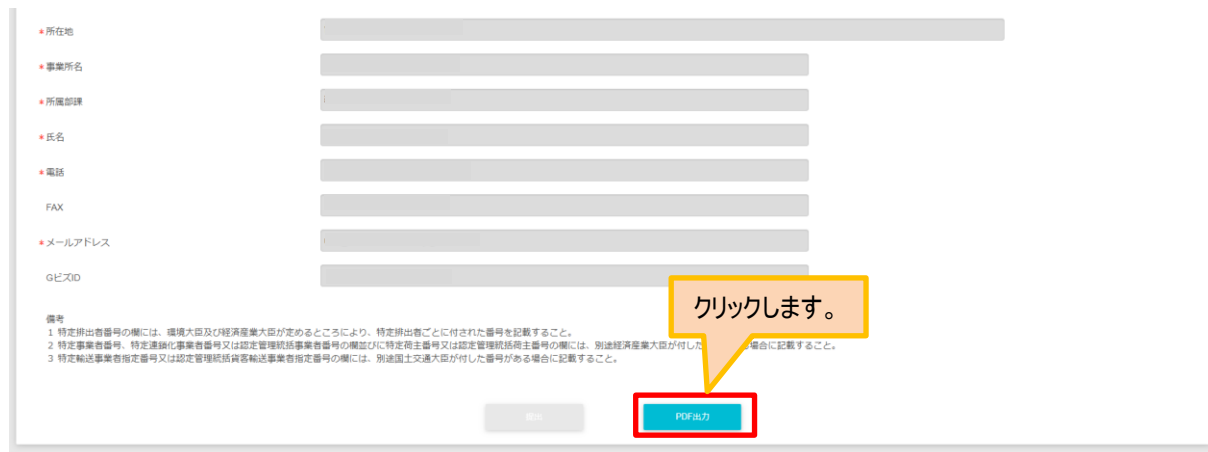 *所在地
*事業所名
*所属部課
*氏名
*電話
FAX
*メールアドレス
GビズID
クリックします。
備考
1 特定排出者番号の欄には、環境大臣及び経済産業大臣が定めるところにより、特定排出者ごとに付された番号を記載すること。
2 特定事業者番号、特定連鎖化事業者番号又は認定管理統括事業者番号の欄並びに特定荷主番号又は認定管理統括荷主番号の欄には、別途経済産業大臣が付した 場合に記載すること。
3 特定輸送事業者指定番号又は認定管理統括貨客輸送事業者指定番号の欄には、別途国土交通大臣が付した番号がある場合に記載すること。
提出
PDF出力